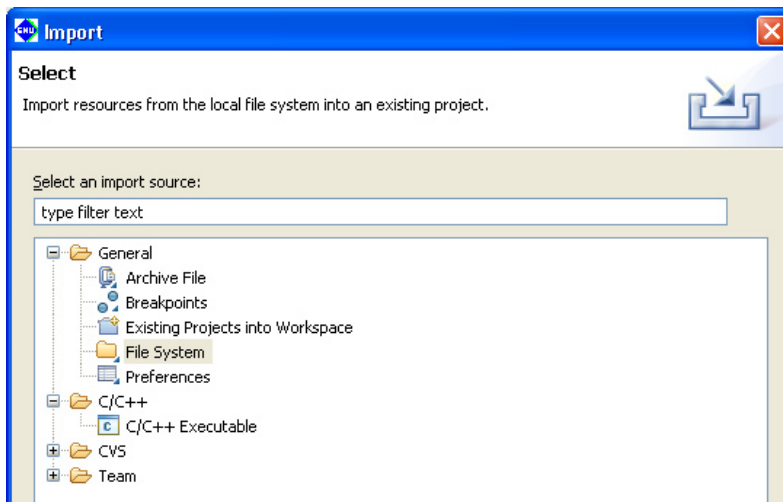 GNU Import
Select
Import resources from the local file system into an existing project.
Select an import source:
type filter text
General
Archive File
Breakpoints
Existing Projects into Workspace
File System
Preferences
C/C++
C C/C++ Executable
CVS
Team